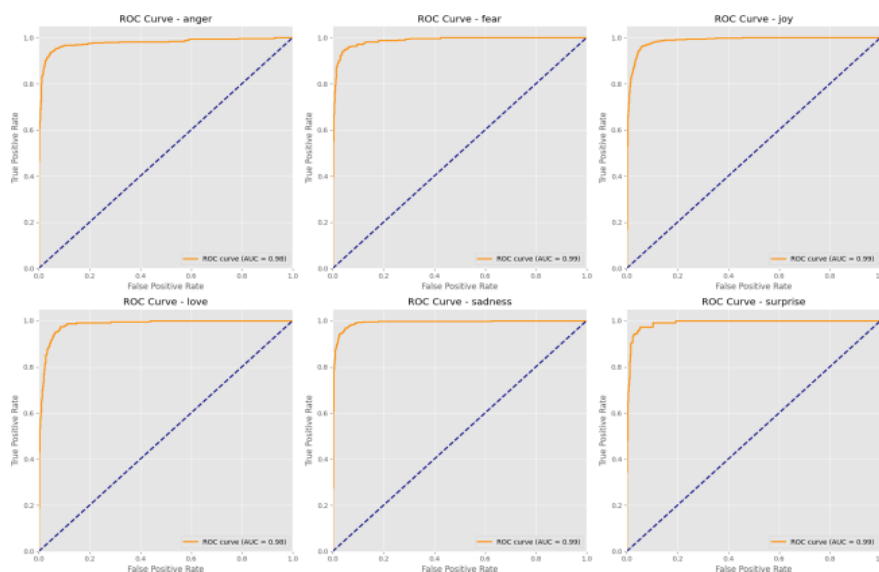 ROC Curve - anger
1.0
0.8
0.6
0.4
0.2
0.0
True Positive Rate
ROC curve (AUC = 0.98)
0.0 0.2 0.4 0.6 0.8 1.0
False Positive Rate
ROC Curve - fear
1.0
0.8
0.6
0.4
0.2
0.0
True Positive Rate
ROC curve (AUC = 0.99)
0.0 0.2 0.4 0.6 0.8 1.0
False Positive Rate
ROC Curve - joy
1.0
0.8
0.6
0.4
0.2
0.0
True Positive Rate
ROC curve (AUC = 0.99)
0.0 0.2 0.4 0.6 0.8 1.0
False Positive Rate
ROC Curve - love
1.0
0.8
0.6
0.4
0.2
0.0
True Positive Rate
ROC curve (AUC = 0.98)
0.0 0.2 0.4 0.6 0.8 1.0
False Positive Rate
ROC Curve - sadness
1.0
0.8
0.6
0.4
0.2
0.0
True Positive Rate
ROC curve (AUC = 0.99)
0.0 0.2 0.4 0.6 0.8 1.0
False Positive Rate
ROC Curve - surprise
1.0
0.8
0.6
0.4
0.2
0.0
True Positive Rate
ROC curve (AUC = 0.99)
0.0 0.2 0.4 0.6 0.8 1.0
False Positive Rate